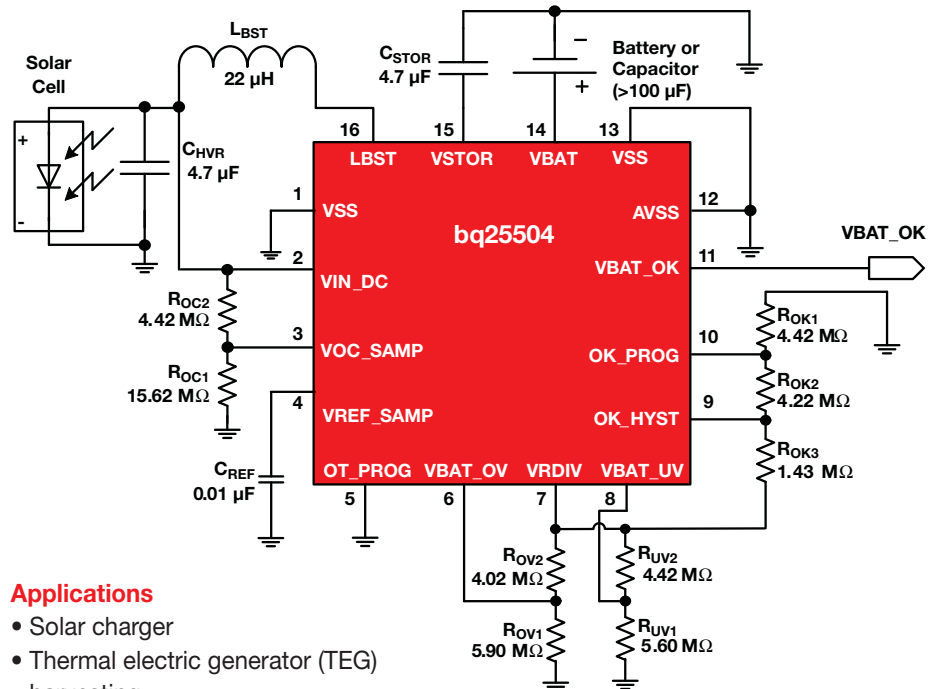 L_BST
22 µH
Solar
Cell
+
-
C_HVR
4.7 µF
C_STOR
4.7 µF
–
+
Battery or
Capacitor
(>100 µF)
16
15
14
13
LBST
VSTOR
VBAT
VSS
1
VSS
AVSS
12
bq25504
2
VIN_DC
VBAT_OK
11
VBAT_OK
R_OC2
4.42 MΩ
3
VOC_SAMP
OK_PROG
10
R_OK1
4.42 MΩ
R_OC1
15.62 MΩ
4
VREF_SAMP
OK_HYST
9
R_OK2
4.22 MΩ
R_OK3
1.43 MΩ
C_REF
0.01 µF
OT_PROG
VBAT_OV
VRDIV
VBAT_UV
5
6
7
8
R_OV2
4.02 MΩ
R_UV2
4.42 MΩ
R_OV1
5.90 MΩ
R_UV1
5.60 MΩ
Applications
• Solar charger
• Thermal electric generator (TEG)